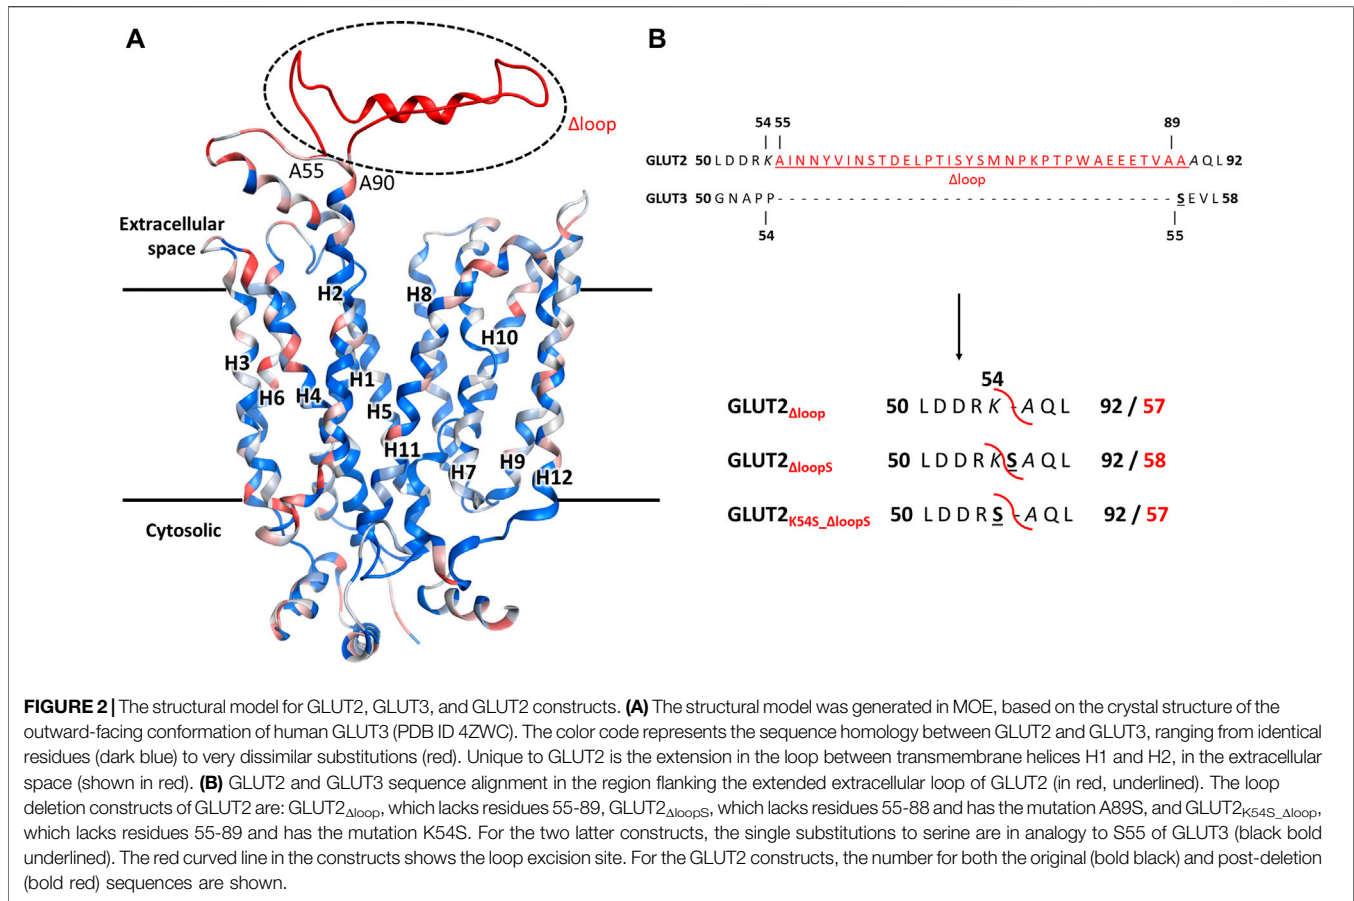 A
Δloop
A55
A90
Extracellular
space
H2
H8
H10
H3
H1
H6
H4
H5
H11
H7
H9
H12
Cytosolic
B
54 55 89
GLUT2 50 L D D R K A I N N Y V I N S T D E L P T I S Y S M N P K P T P W A E E E T V A A A Q L 92
Δloop
GLUT3 50 G N A P P - - - - - - - - - - - - - - - - - - - - - - - - - - - - - - - - - - - S E V L 58
54 55
54
GLUT2Δloop 50 L D D R K - A Q L 92 / 57
GLUT2ΔloopS 50 L D D R K S A Q L 92 / 58
GLUT2K54S_ΔloopS 50 L D D R S - A Q L 92 / 57
FIGURE 2 | The structural model for GLUT2, GLUT3, and GLUT2 constructs. (A) The structural model was generated in MOE, based on the crystal structure of the
outward-facing conformation of human GLUT3 (PDB ID 4ZWC). The color code represents the sequence homology between GLUT2 and GLUT3, ranging from identical
residues (dark blue) to very dissimilar substitutions (red). Unique to GLUT2 is the extension in the loop between transmembrane helices H1 and H2, in the extracellular
space (shown in red). (B) GLUT2 and GLUT3 sequence alignment in the region flanking the extended extracellular loop of GLUT2 (in red, underlined). The loop
deletion constructs of GLUT2 are: GLUT2Δloop, which lacks residues 55-89, GLUT2ΔloopS, which lacks residues 55-88 and has the mutation A89S, and GLUT2K54S_Δloop,
which lacks residues 55-89 and has the mutation K54S. For the two latter constructs, the single substitutions to serine are in analogy to S55 of GLUT3 (black bold
underlined). The red curved line in the constructs shows the loop excision site. For the GLUT2 constructs, the number for both the original (bold black) and post-deletion
(bold red) sequences are shown.